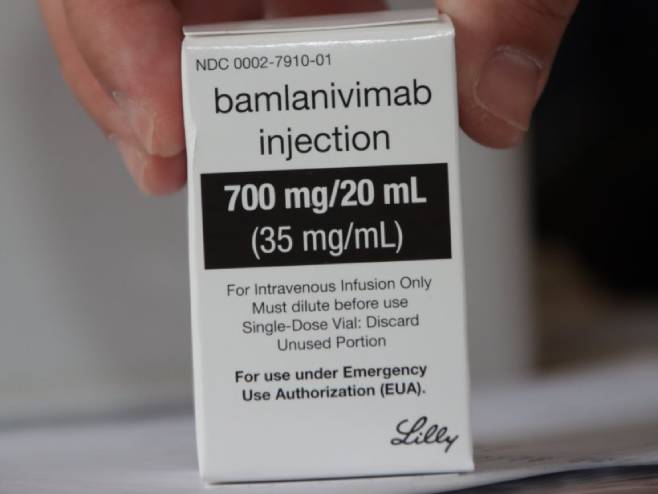 NDC 0002-7910-01
bamlanivimab
injection
700 mg/20 mL
(35 mg/mL)
For Intravenous Infusion Only
Must dilute before use
Single-Dose Vial: Discard
Unused Portion
For use under Emergency
Use Authorization (EUA).
Lilly